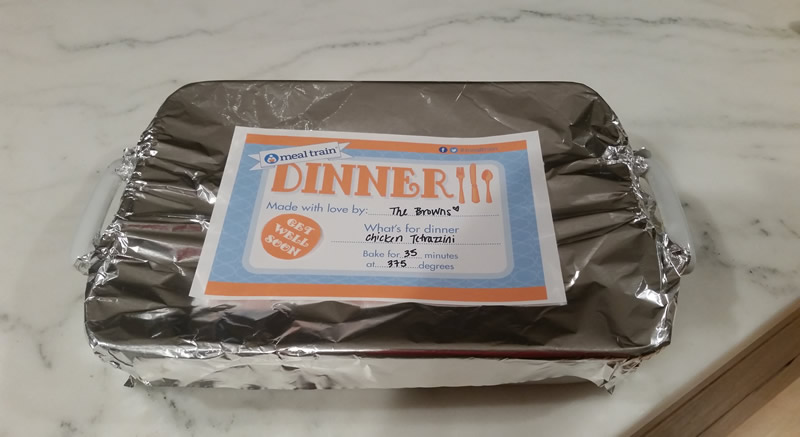 meal train
DINNER
Made with love by: The Browns
GET
WELL
SOON
What's for dinner
Chicken Tetrazzini
Bake for 35 minutes
at 375 degrees